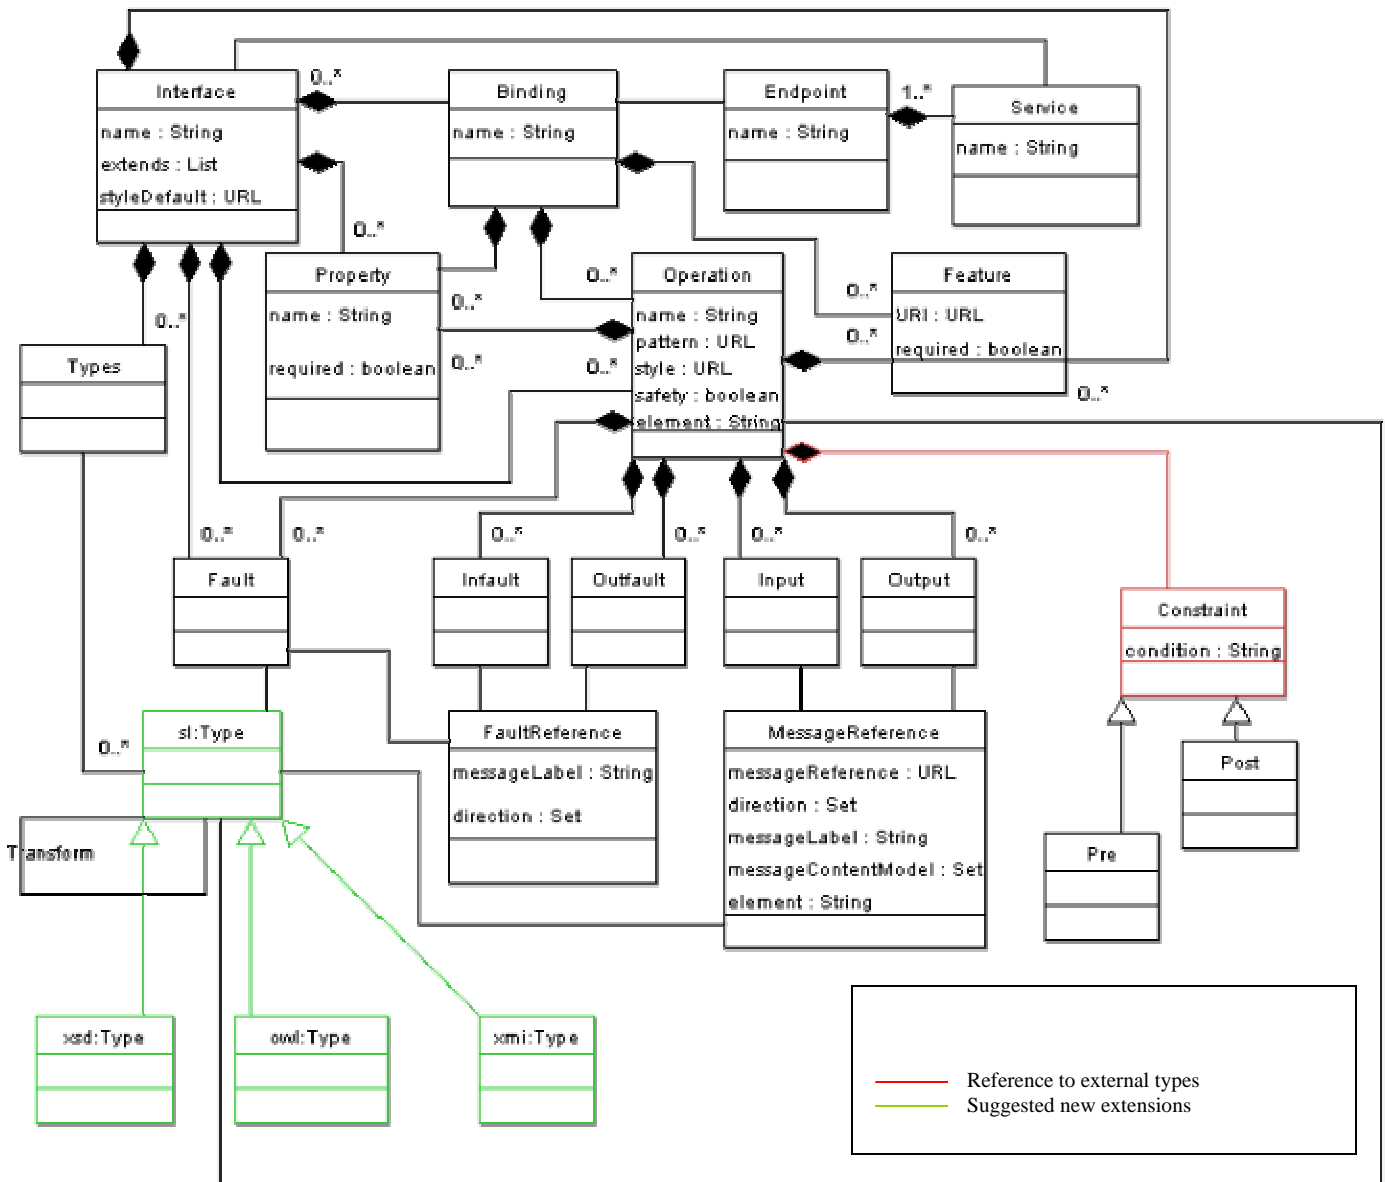 0..*
Interface
name : String
extends : List
styleDefault : URL
Binding
name : String
Endpoint
name : String
1..*
Service
name : String
0..*
0..*
Property
name : String
required : boolean
0..*
0..*
0..*
Operation
name : String
pattern : URL
style : URL
safety : boolean
element : String
0..*
0..*
0..*
Feature
URI : URL
required : boolean
0..*
Types
0..*
0..*
0..*
0..*
0..*
0..*
Fault
Infault
Outfault
Input
Output
Constraint
condition : String
0..*
sl:Type
FaultReference
messageLabel : String
direction : Set
MessageReference
messageReference : URL
direction : Set
messageLabel : String
messageContentModel : Set
element : String
Post
Pre
Transform
xsd:Type
owl:Type
xmi:Type
Reference to external types
Suggested new extensions